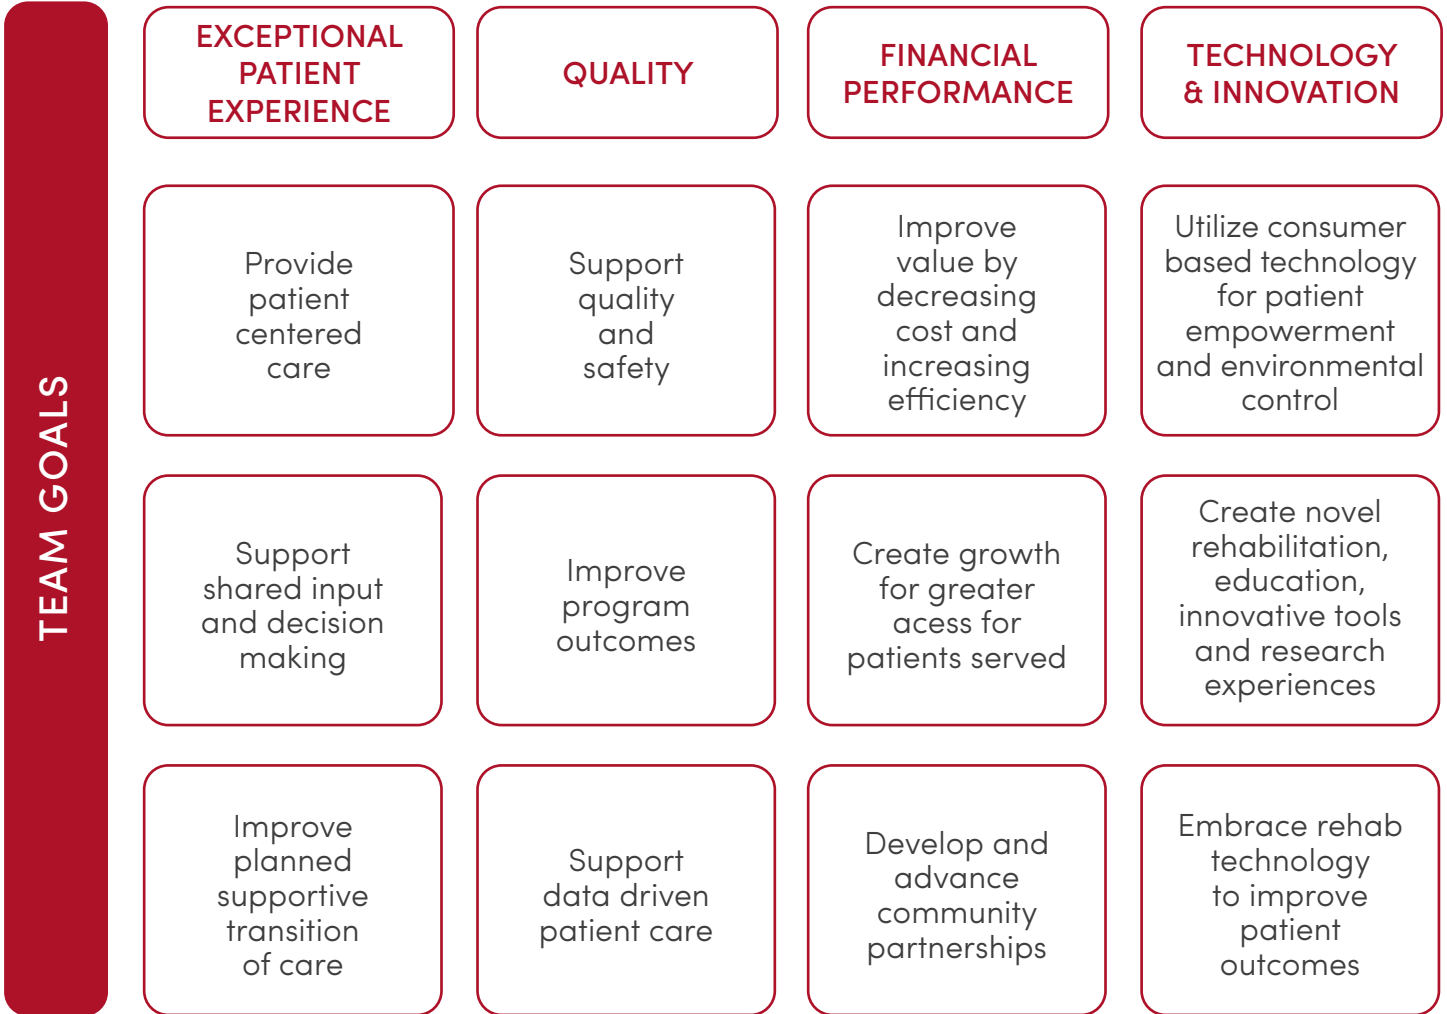 TEAM GOALS
EXCEPTIONAL
PATIENT
EXPERIENCE
QUALITY
FINANCIAL
PERFORMANCE
TECHNOLOGY
& INNOVATION
Provide
patient
centered
care
Support
quality
and
safety
Improve
value by
decreasing
cost and
increasing
efficiency
Utilize consumer
based technology
for patient
empowerment
and environmental
control
Support
shared input
and decision
making
Improve
program
outcomes
Create growth
for greater
acess for
patients served
Create novel
rehabilitation,
education,
innovative tools
and research
experiences
Improve
planned
supportive
transition
of care
Support
data driven
patient care
Develop and
advance
community
partnerships
Embrace rehab
technology
to improve
patient
outcomes